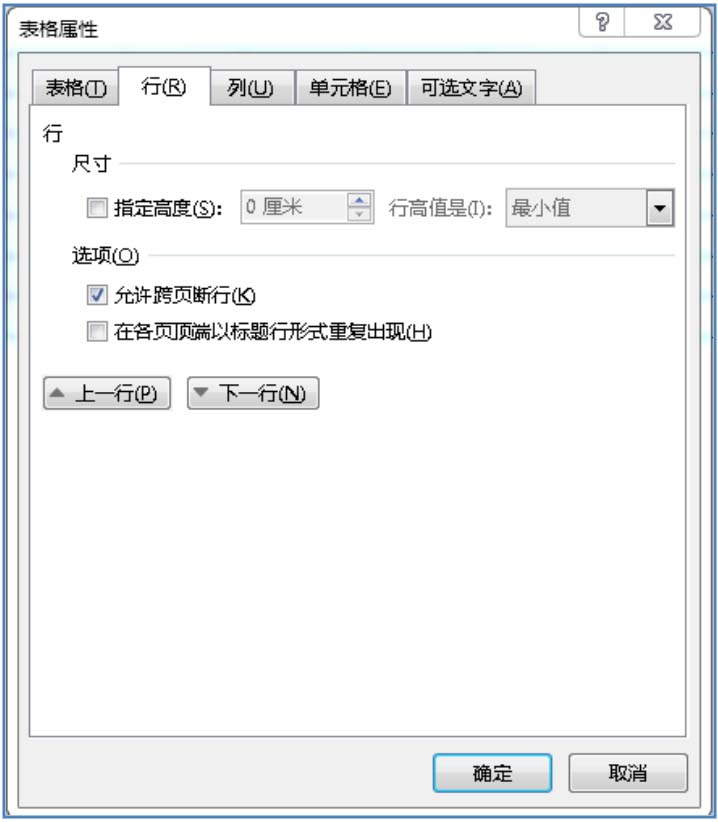 表格属性
表格(T) 行(R) 列(U) 单元格(E) 可选文字(A)
行
尺寸
指定高度(S): 0 厘米 行高值是(I): 最小值
选项(O)
允许跨页断行(K)
在各页顶端以标题行形式重复出现(H)
上一行(P) 下一行(N)
确定 取消